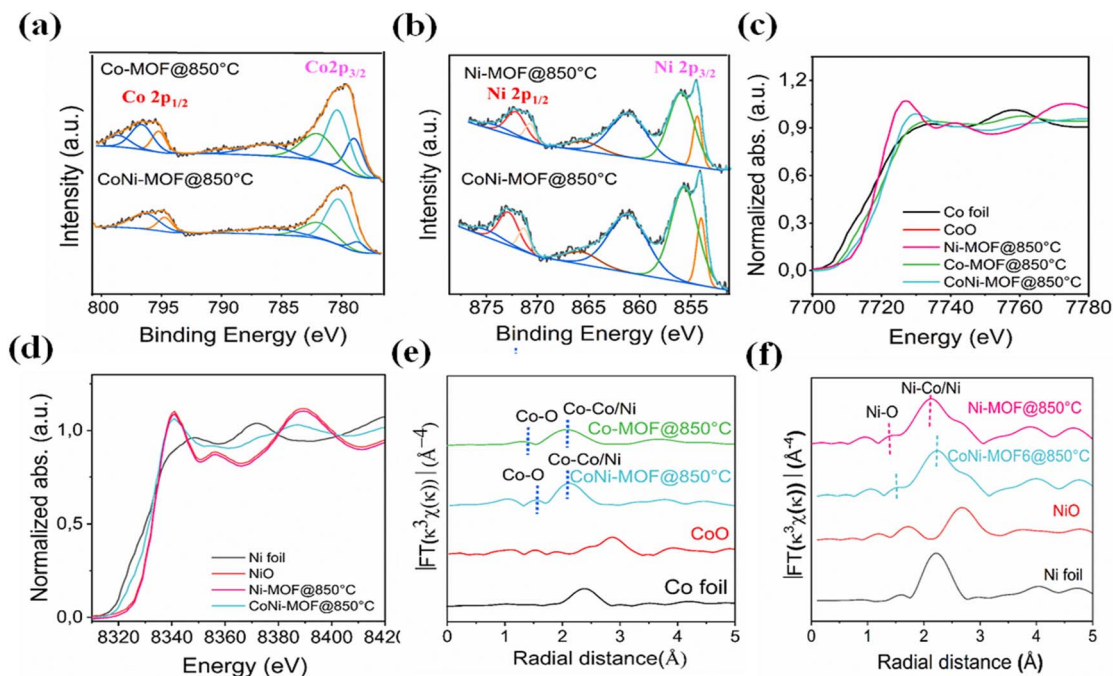 (a)
Co-MOF@850°C
Co2p3/2
Co 2p1/2
CoNi-MOF@850°C
Intensity (a.u.)
800 795 790 785 780
Binding Energy (eV)
(b)
Ni-MOF@850°C
Ni 2p3/2
Ni 2p1/2
CoNi-MOF@850°C
Intensity (a.u.)
875 870 865 860 855
Binding Energy (eV)
(c)
Normalized abs. (a.u.)
1,2
0,9
0,6
0,3
0,0
Co foil
CoO
Ni-MOF@850°C
Co-MOF@850°C
CoNi-MOF@850°C
7700 7720 7740 7760 7780
Energy (eV)
(d)
Normalized abs. (a.u.)
1,0
0,5
0,0
Ni foil
NiO
Ni-MOF@850°C
CoNi-MOF@850°C
8320 8340 8360 8380 8400 8420
Energy (eV)
(e)
|FT(κ³χ(κ)) | (Å⁻⁴)
Co-O
Co-Co/Ni
Co-MOF@850°C
Co-O
Co-Co/Ni
CoNi-MOF@850°C
CoO
Co foil
0 1 2 3 4 5
Radial distance(Å)
(f)
|FT(κ³χ(κ)) | (Å⁻⁴)
Ni-Co/Ni
Ni-O
Ni-MOF@850°C
CoNi-MOF6@850°C
NiO
Ni foil
0 1 2 3 4 5
Radial distance (Å)